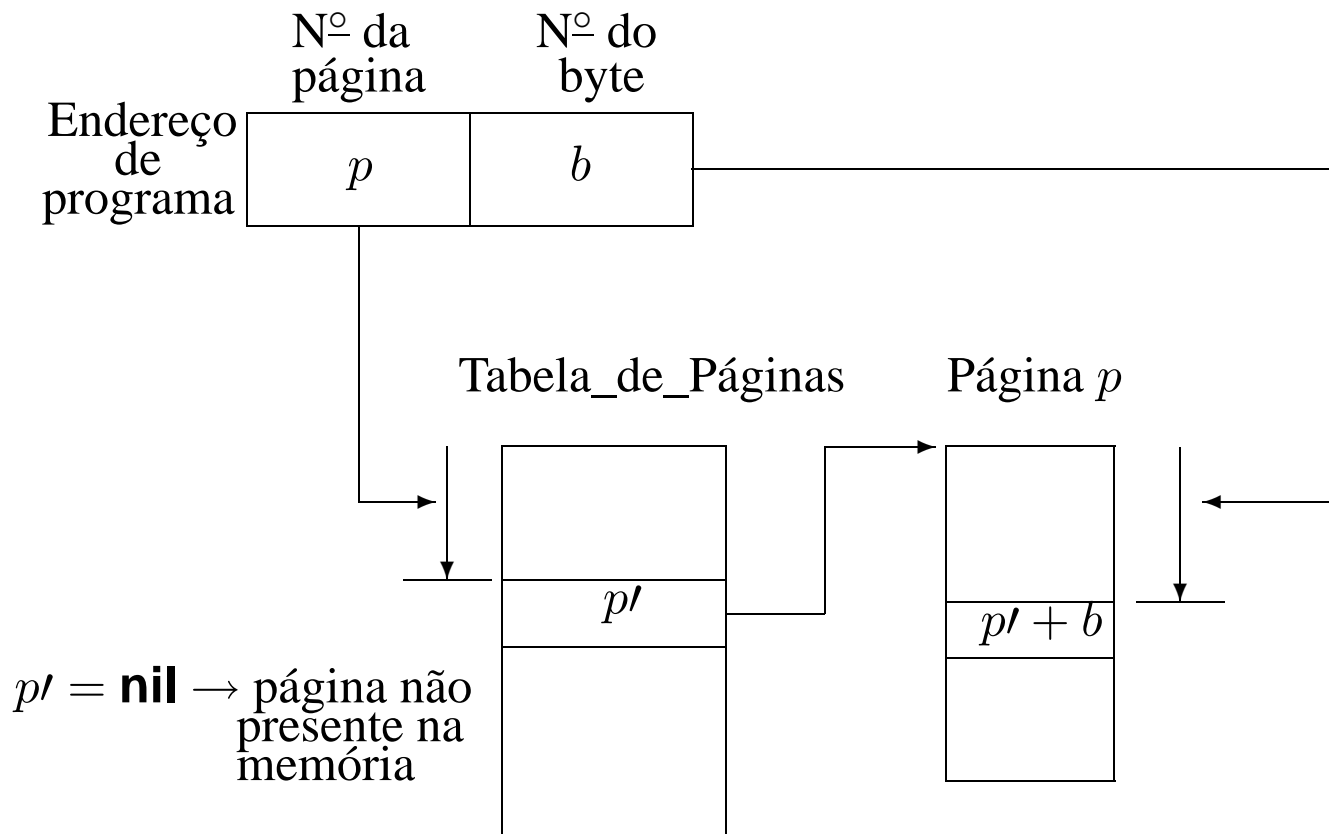 Nº da
página
Nº do
byte
Endereço
de
programa
p
b
Tabela_de_Páginas
Página p
p′
p′ + b
p′ = nil → página não
presente na
memória